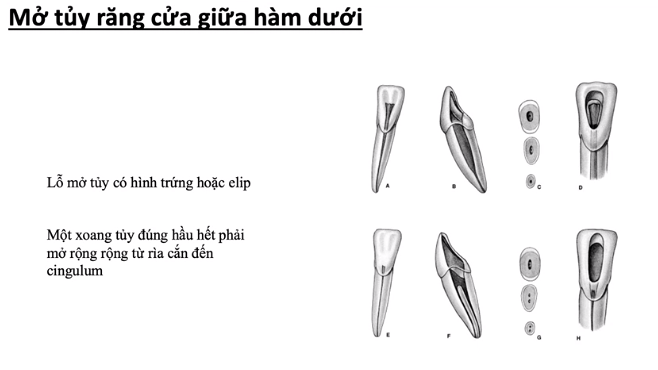 Mở tủy răng cửa giữa hàm dưới
Lỗ mở tủy có hình trứng hoặc elip
Một xoang tủy đúng hầu hết phải
mở rộng rộng từ rìa cắn đến
cingulum
A
B
C
D
E
F
G
H